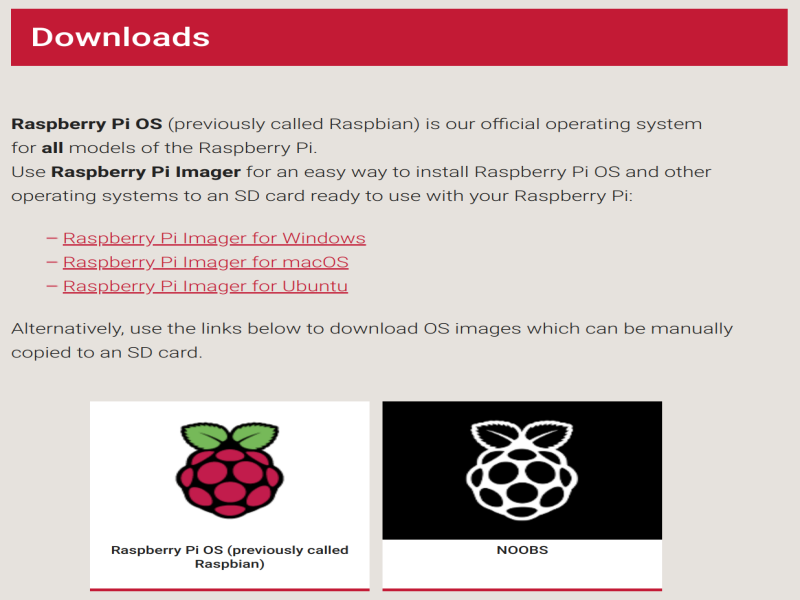 Downloads
Raspberry Pi OS (previously called Raspbian) is our official operating system
for all models of the Raspberry Pi.
Use Raspberry Pi Imager for an easy way to install Raspberry Pi OS and other
operating systems to an SD card ready to use with your Raspberry Pi:
– Raspberry Pi Imager for Windows
– Raspberry Pi Imager for macOS
– Raspberry Pi Imager for Ubuntu
Alternatively, use the links below to download OS images which can be manually
copied to an SD card.
Raspberry Pi OS (previously called
Raspbian)
NOOBS